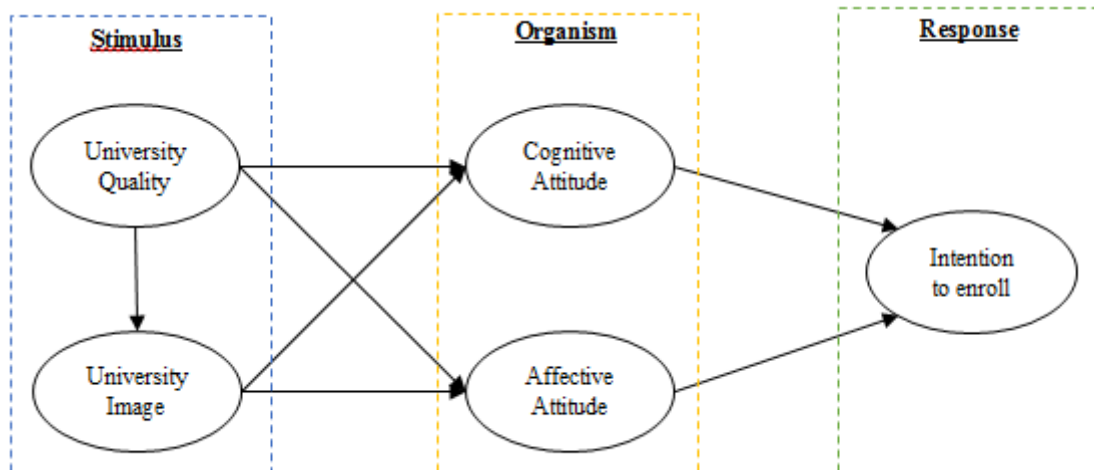 Stimulus
Organism
Response
University
Quality
Cognitive
Attitude
Intention
to enroll
University
Image
Affective
Attitude